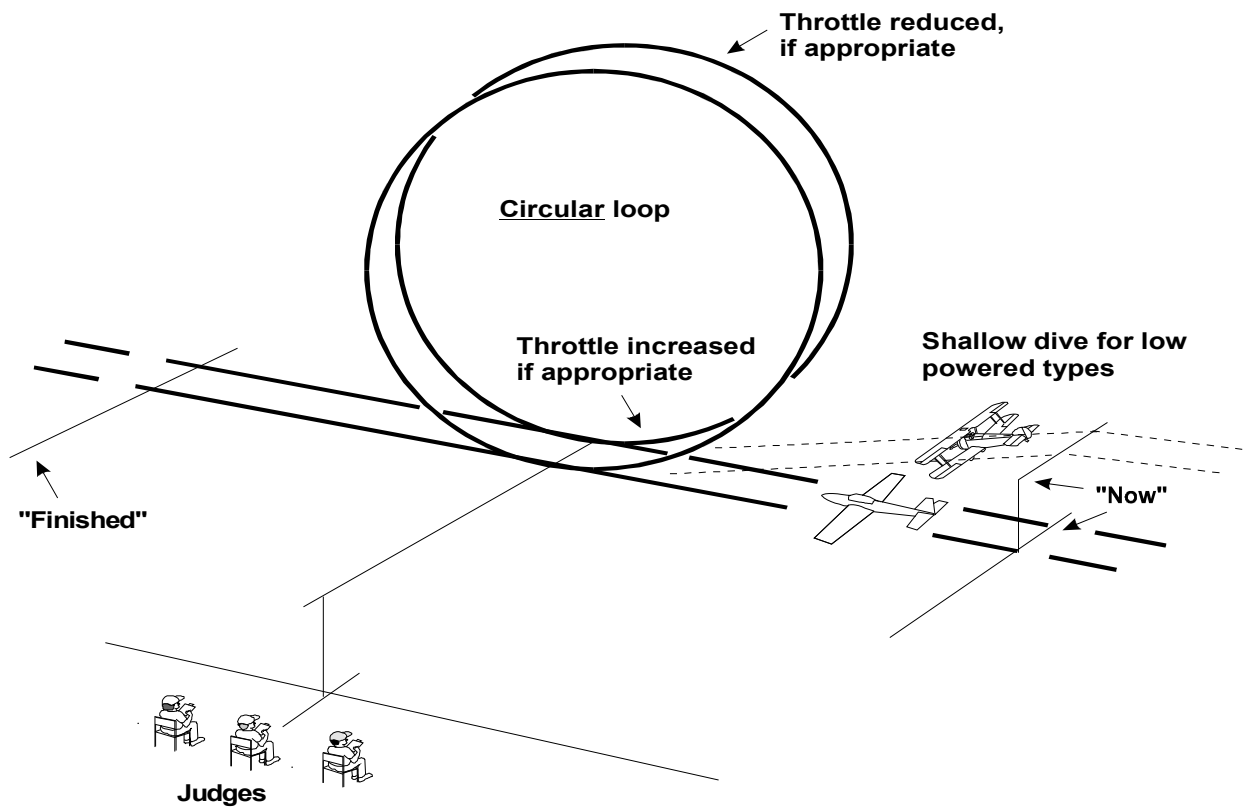 Throttle reduced,
if appropriate
Circular loop
Throttle increased
if appropriate
Shallow dive for low
powered types
"Now"
"Finished"
Judges